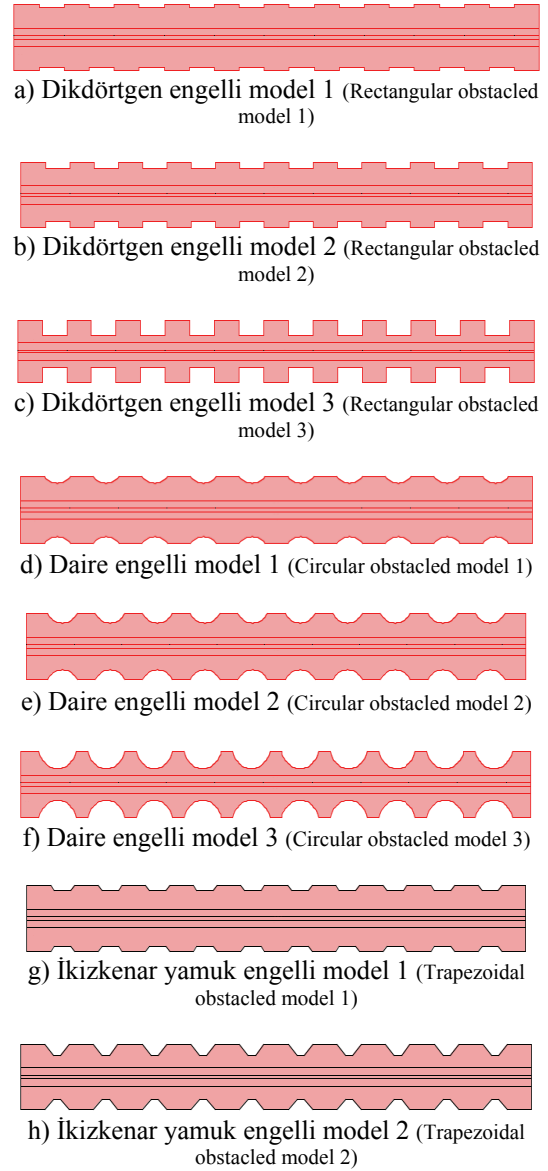 a) Dikdörtgen engelli model 1 (Rectangular obstacled
model 1)
b) Dikdörtgen engelli model 2 (Rectangular obstacled
model 2)
c) Dikdörtgen engelli model 3 (Rectangular obstacled
model 3)
d) Daire engelli model 1 (Circular obstacled model 1)
e) Daire engelli model 2 (Circular obstacled model 2)
f) Daire engelli model 3 (Circular obstacled model 3)
g) İkizkenar yamuk engelli model 1 (Trapezoidal
obstacled model 1)
h) İkizkenar yamuk engelli model 2 (Trapezoidal
obstacled model 2)